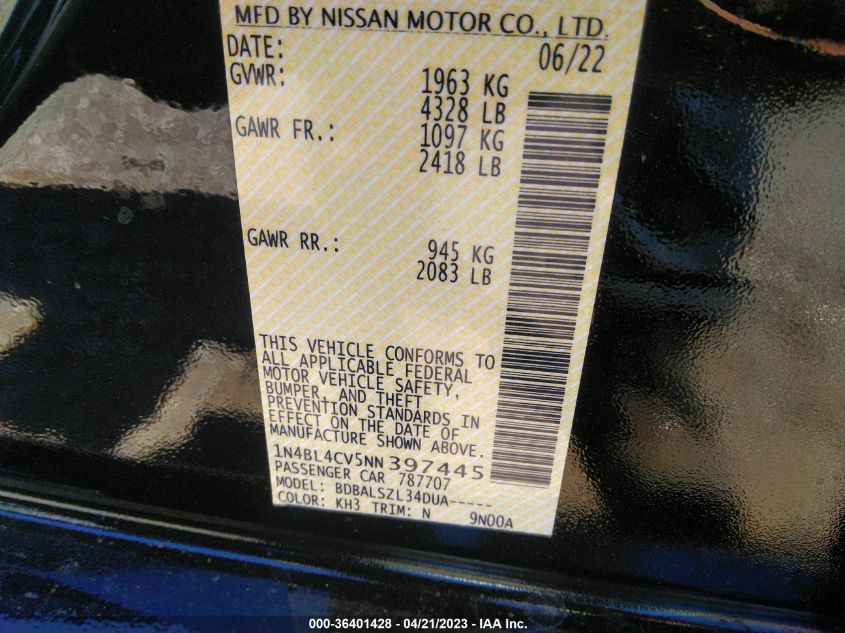 MFD BY NISSAN MOTOR CO., LTD.
DATE: 06/22
GVWR: 1963 KG
4328 LB
GAWR FR.: 1097 KG
2418 LB
GAWR RR.: 945 KG
2083 LB
THIS VEHICLE CONFORMS TO
ALL APPLICABLE FEDERAL
MOTOR VEHICLE SAFETY,
BUMPER, AND THEFT
PREVENTION STANDARDS IN
EFFECT ON THE DATE OF
MANUFACTURE SHOWN ABOVE.
1N4BL4CV5NN397445
PASSENGER CAR 787707
MODEL: BDBALSZL34DUA-----
COLOR: KH3 TRIM: N 9N00A
000-36401428 - 04/21/2023 - IAA Inc.